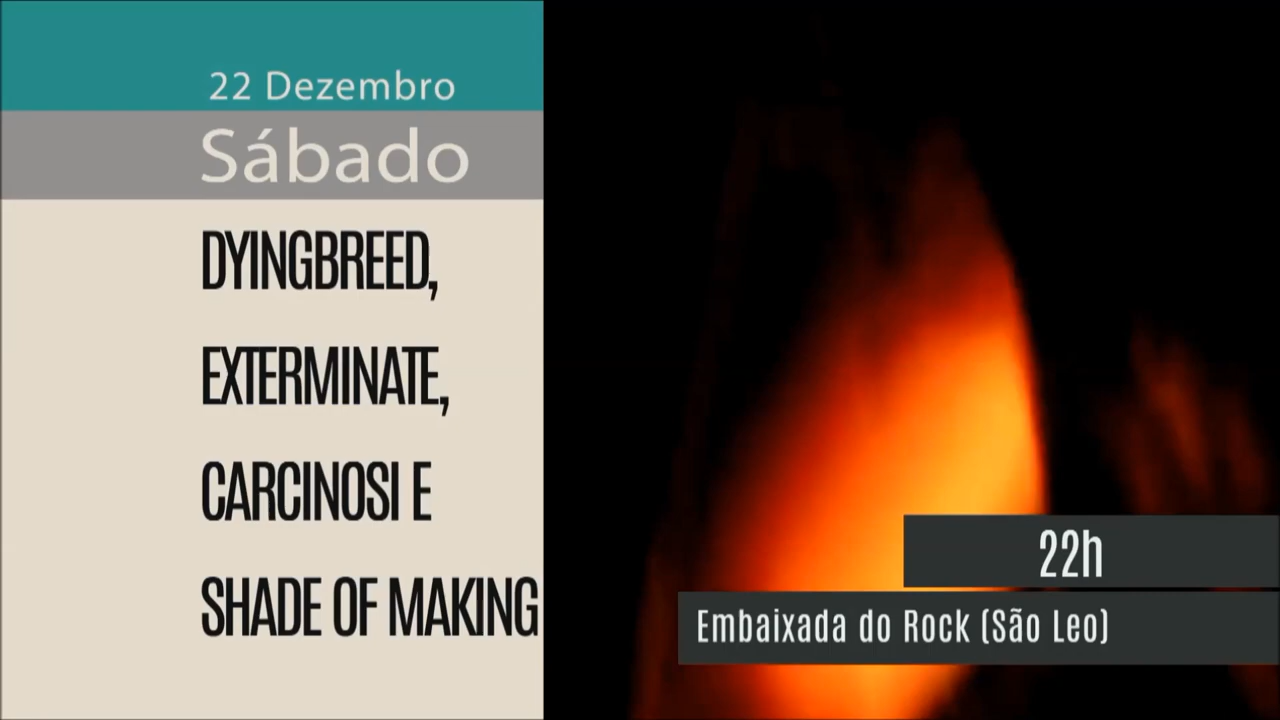 22 Dezembro
Sábado
DYINGBREED,
EXTERMINATE,
CARCINOSI E
SHADE OF MAKING
22h
Embaixada do Rock (São Leo)